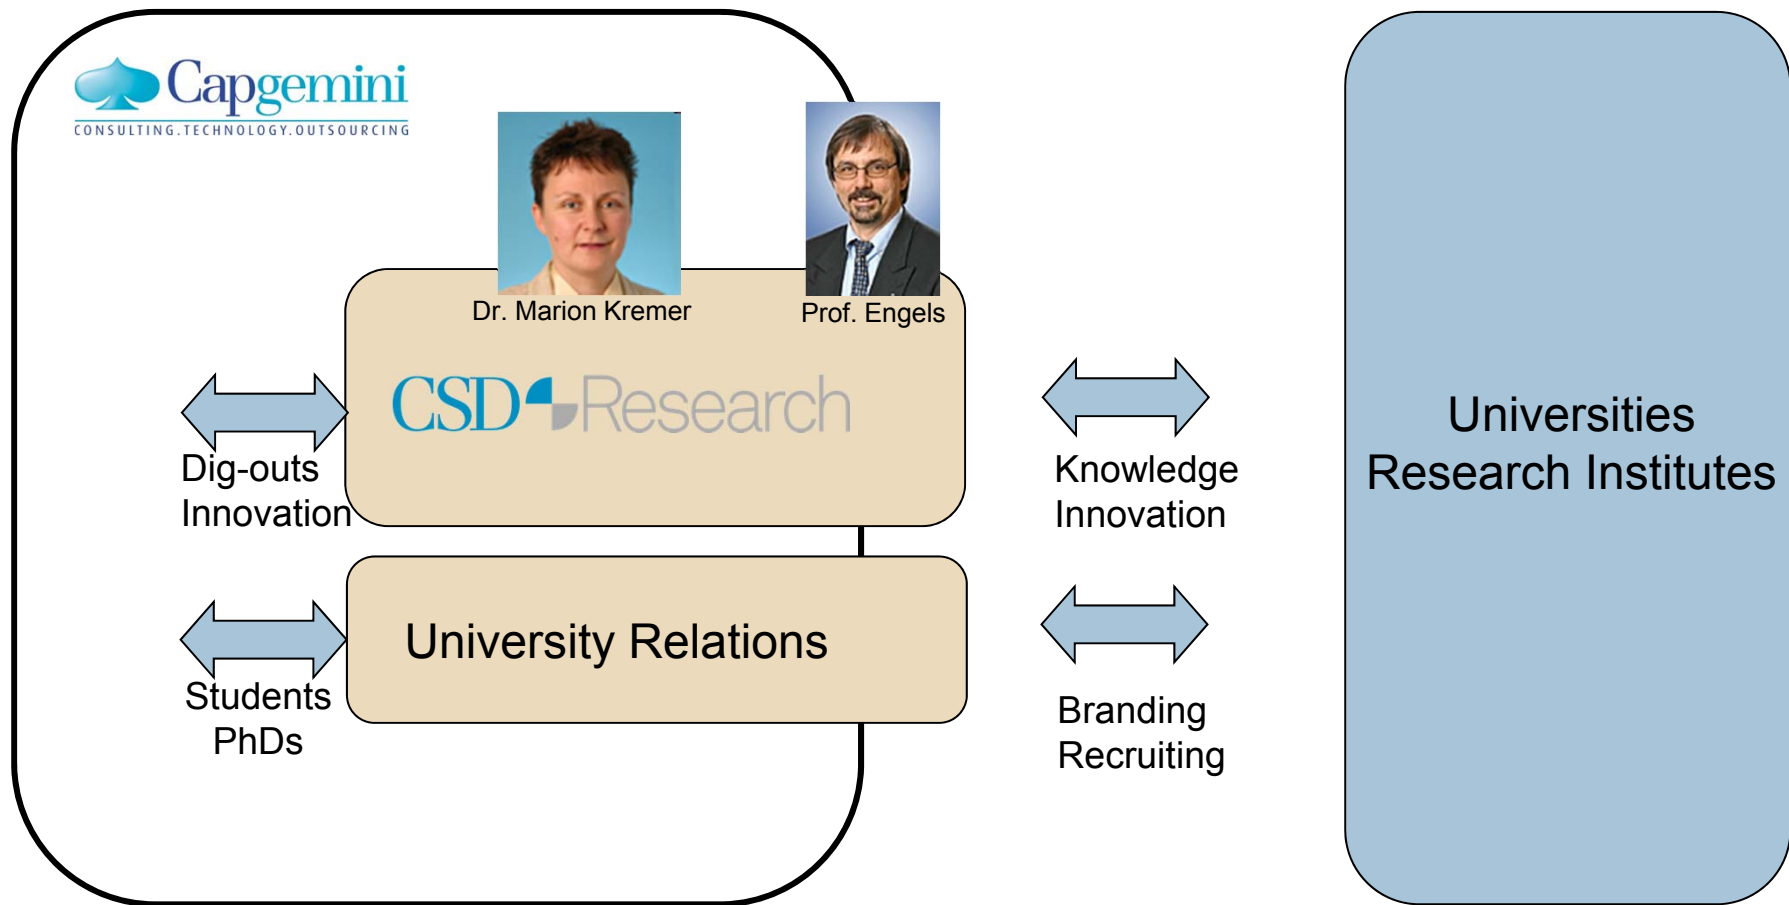 Capgemini
CONSULTING.TECHNOLOGY.OUTSOURCING
Dr. Marion Kremer
Prof. Engels
CSD Research
Dig-outs
Innovation
Knowledge
Innovation
Universities
Research Institutes
University Relations
Students
PhDs
Branding
Recruiting